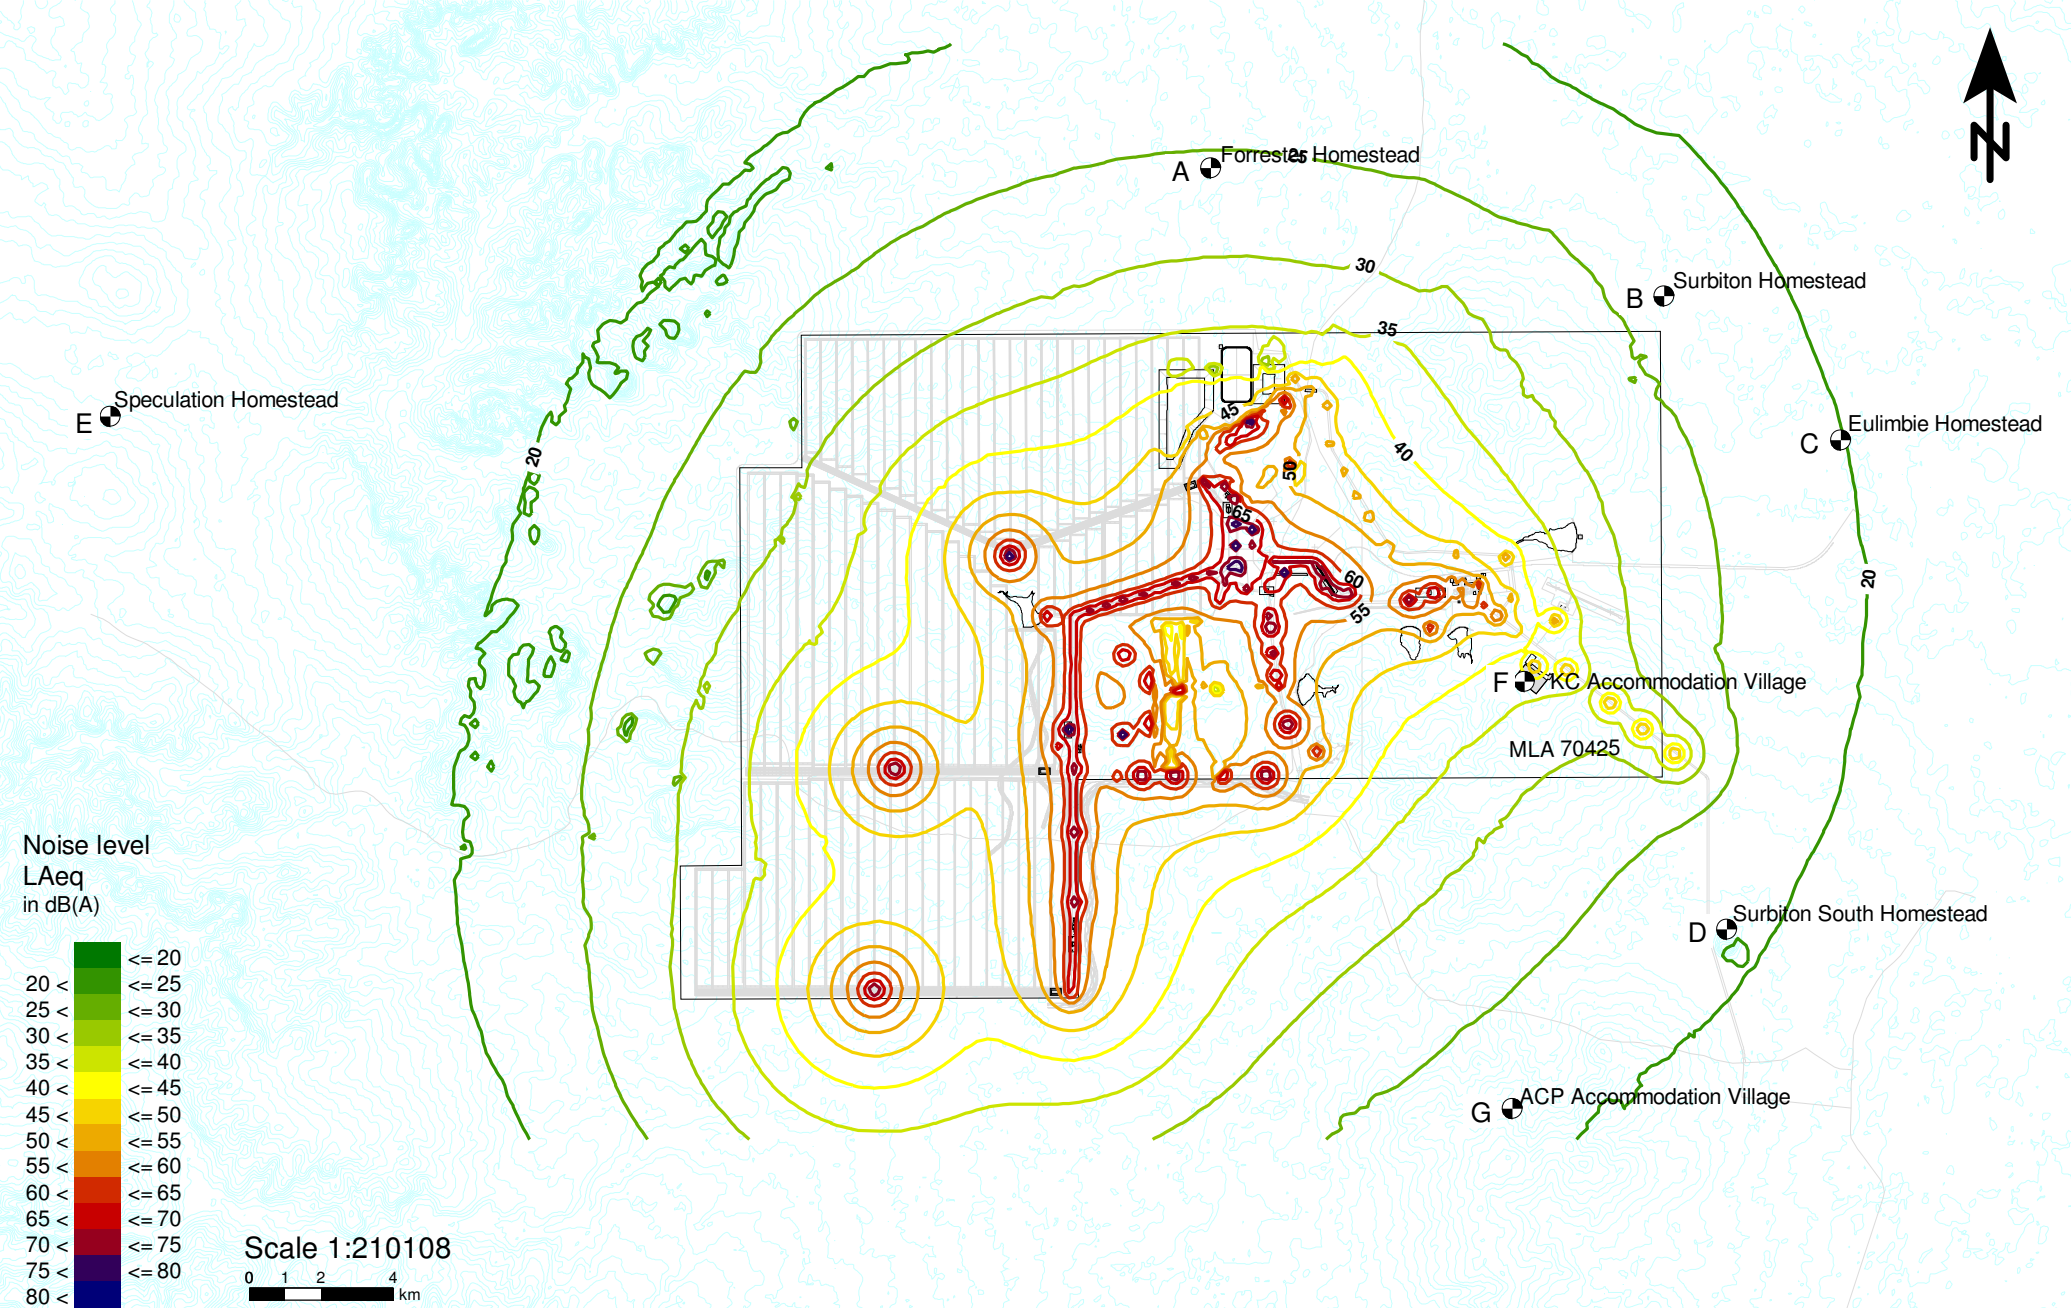 25
A Forrester Homestead
N
30
B Surbiton Homestead
35
E Speculation Homestead
45
C Eulimbie Homestead
40
20
50
65
60
20
55
F KC Accommodation Village
MLA 70425
Noise level
LAeq
in dB(A)
D Surbiton South Homestead
<= 20
20 < <= 25
25 < <= 30
30 < <= 35
35 < <= 40
40 < <= 45
45 < <= 50
50 < <= 55
55 < <= 60
60 < <= 65
65 < <= 70
70 < <= 75
75 < <= 80
80 <
G ACP Accommodation Village
Scale 1:210108
0 1 2 4
km